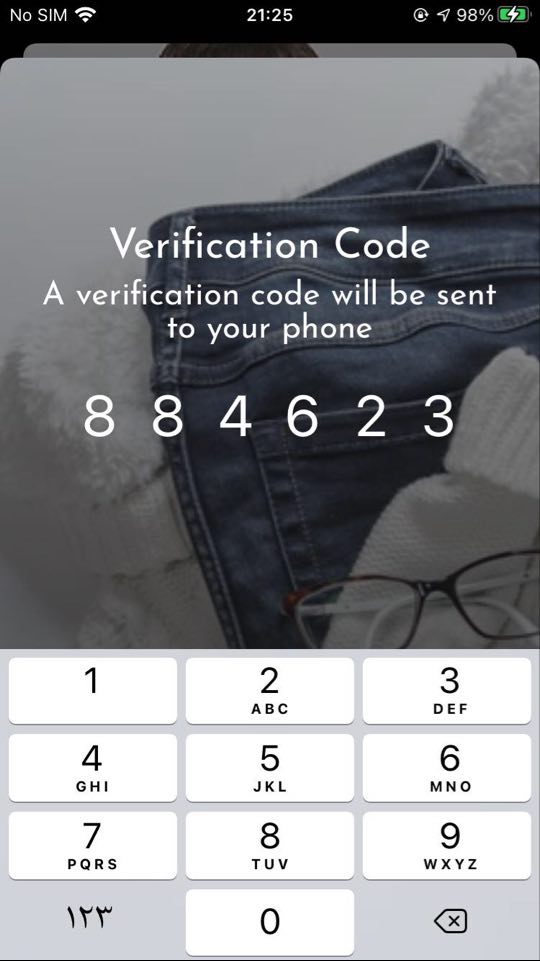 No SIM 21:25 98%
Verification Code
A verification code will be sent
to your phone
8 8 4 6 2 3
1 2 3
ABC DEF
4 5 6
GHI JKL MNO
7 8 9
PQRS TUV WXYZ
١٢٣ 0